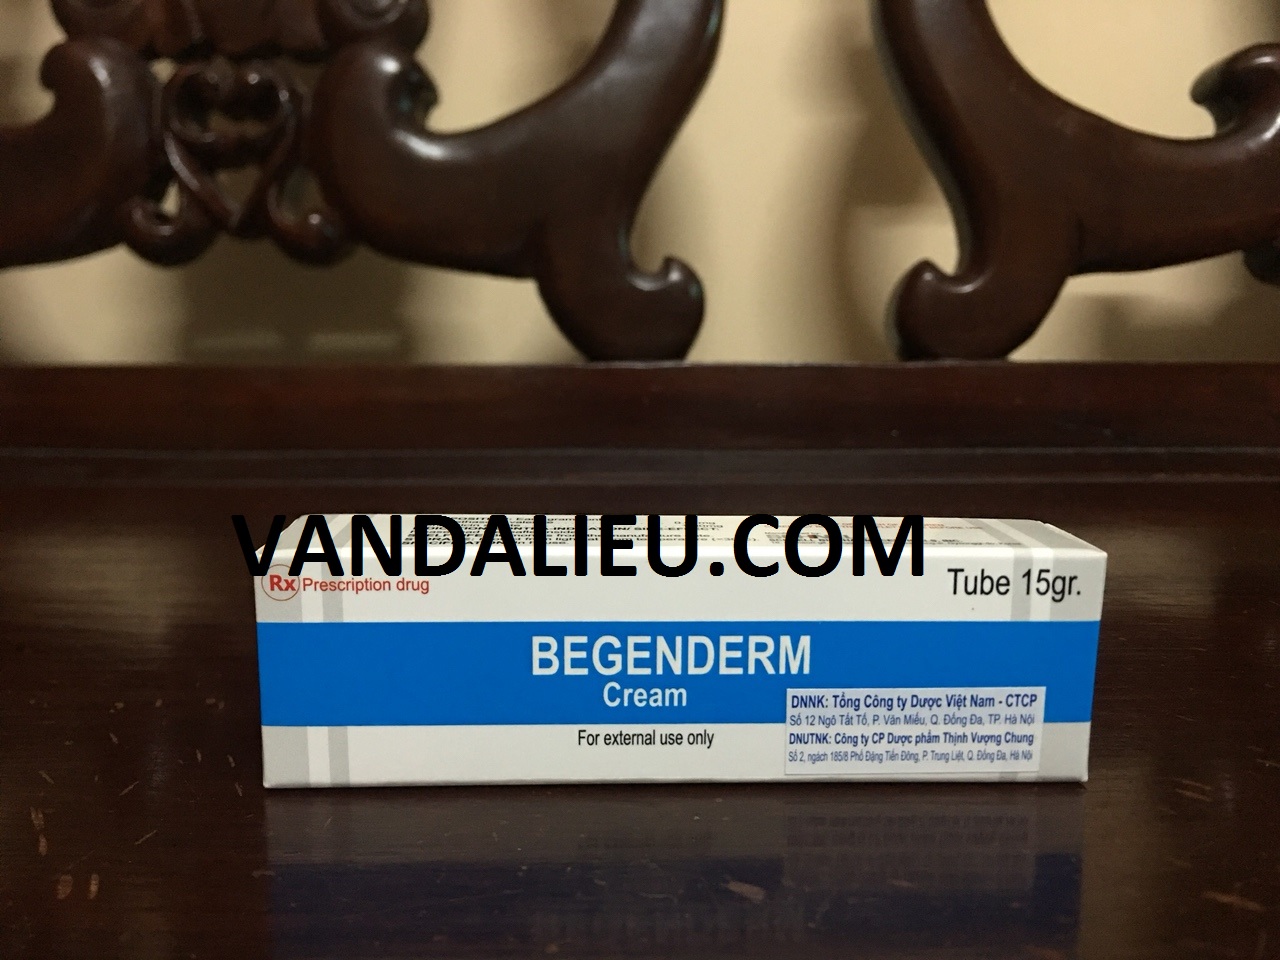 VANDALIEU.COM
Rx Prescription drug
Tube 15gr.
BEGENDERM
Cream
For external use only
DNNK: Tổng Công ty Dược Việt Nam - CTCP
Số 12 Ngô Tất Tố, P. Văn Miếu, Q. Đống Đa, TP. Hà Nội
DNUTNK: Công ty CP Dược phẩm Thịnh Vượng Chung
Số 2, ngách 185/8 Phố Đặng Tiến Đông, P. Trung Liệt, Q. Đống Đa, Hà Nội